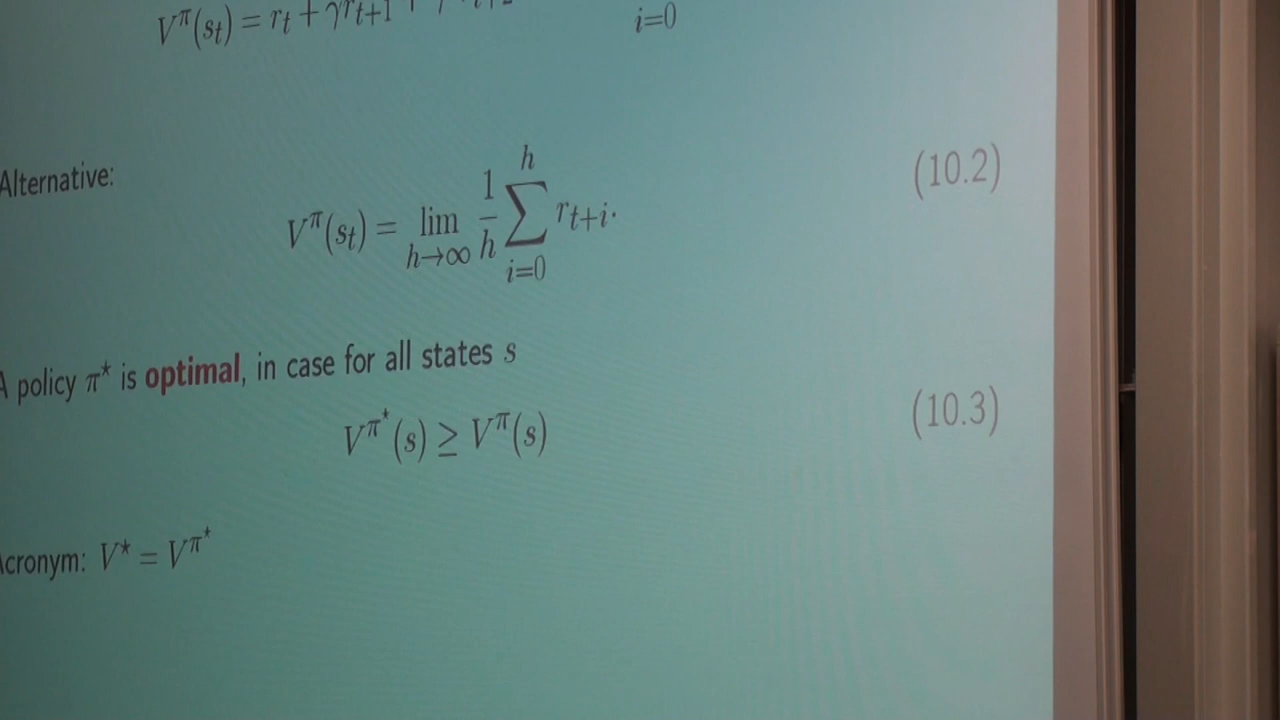 V^π(s_t) = r_t + γr_{t+1} +
i=0
Alternative:
V^π(s_t) = lim_{h→∞} 1/h ∑_{i=0}^{h} r_{t+i}. (10.2)
A policy π* is optimal, in case for all states s
V^{π*}(s) ≥ V^π(s) (10.3)
Acronym: V* = V^{π*}